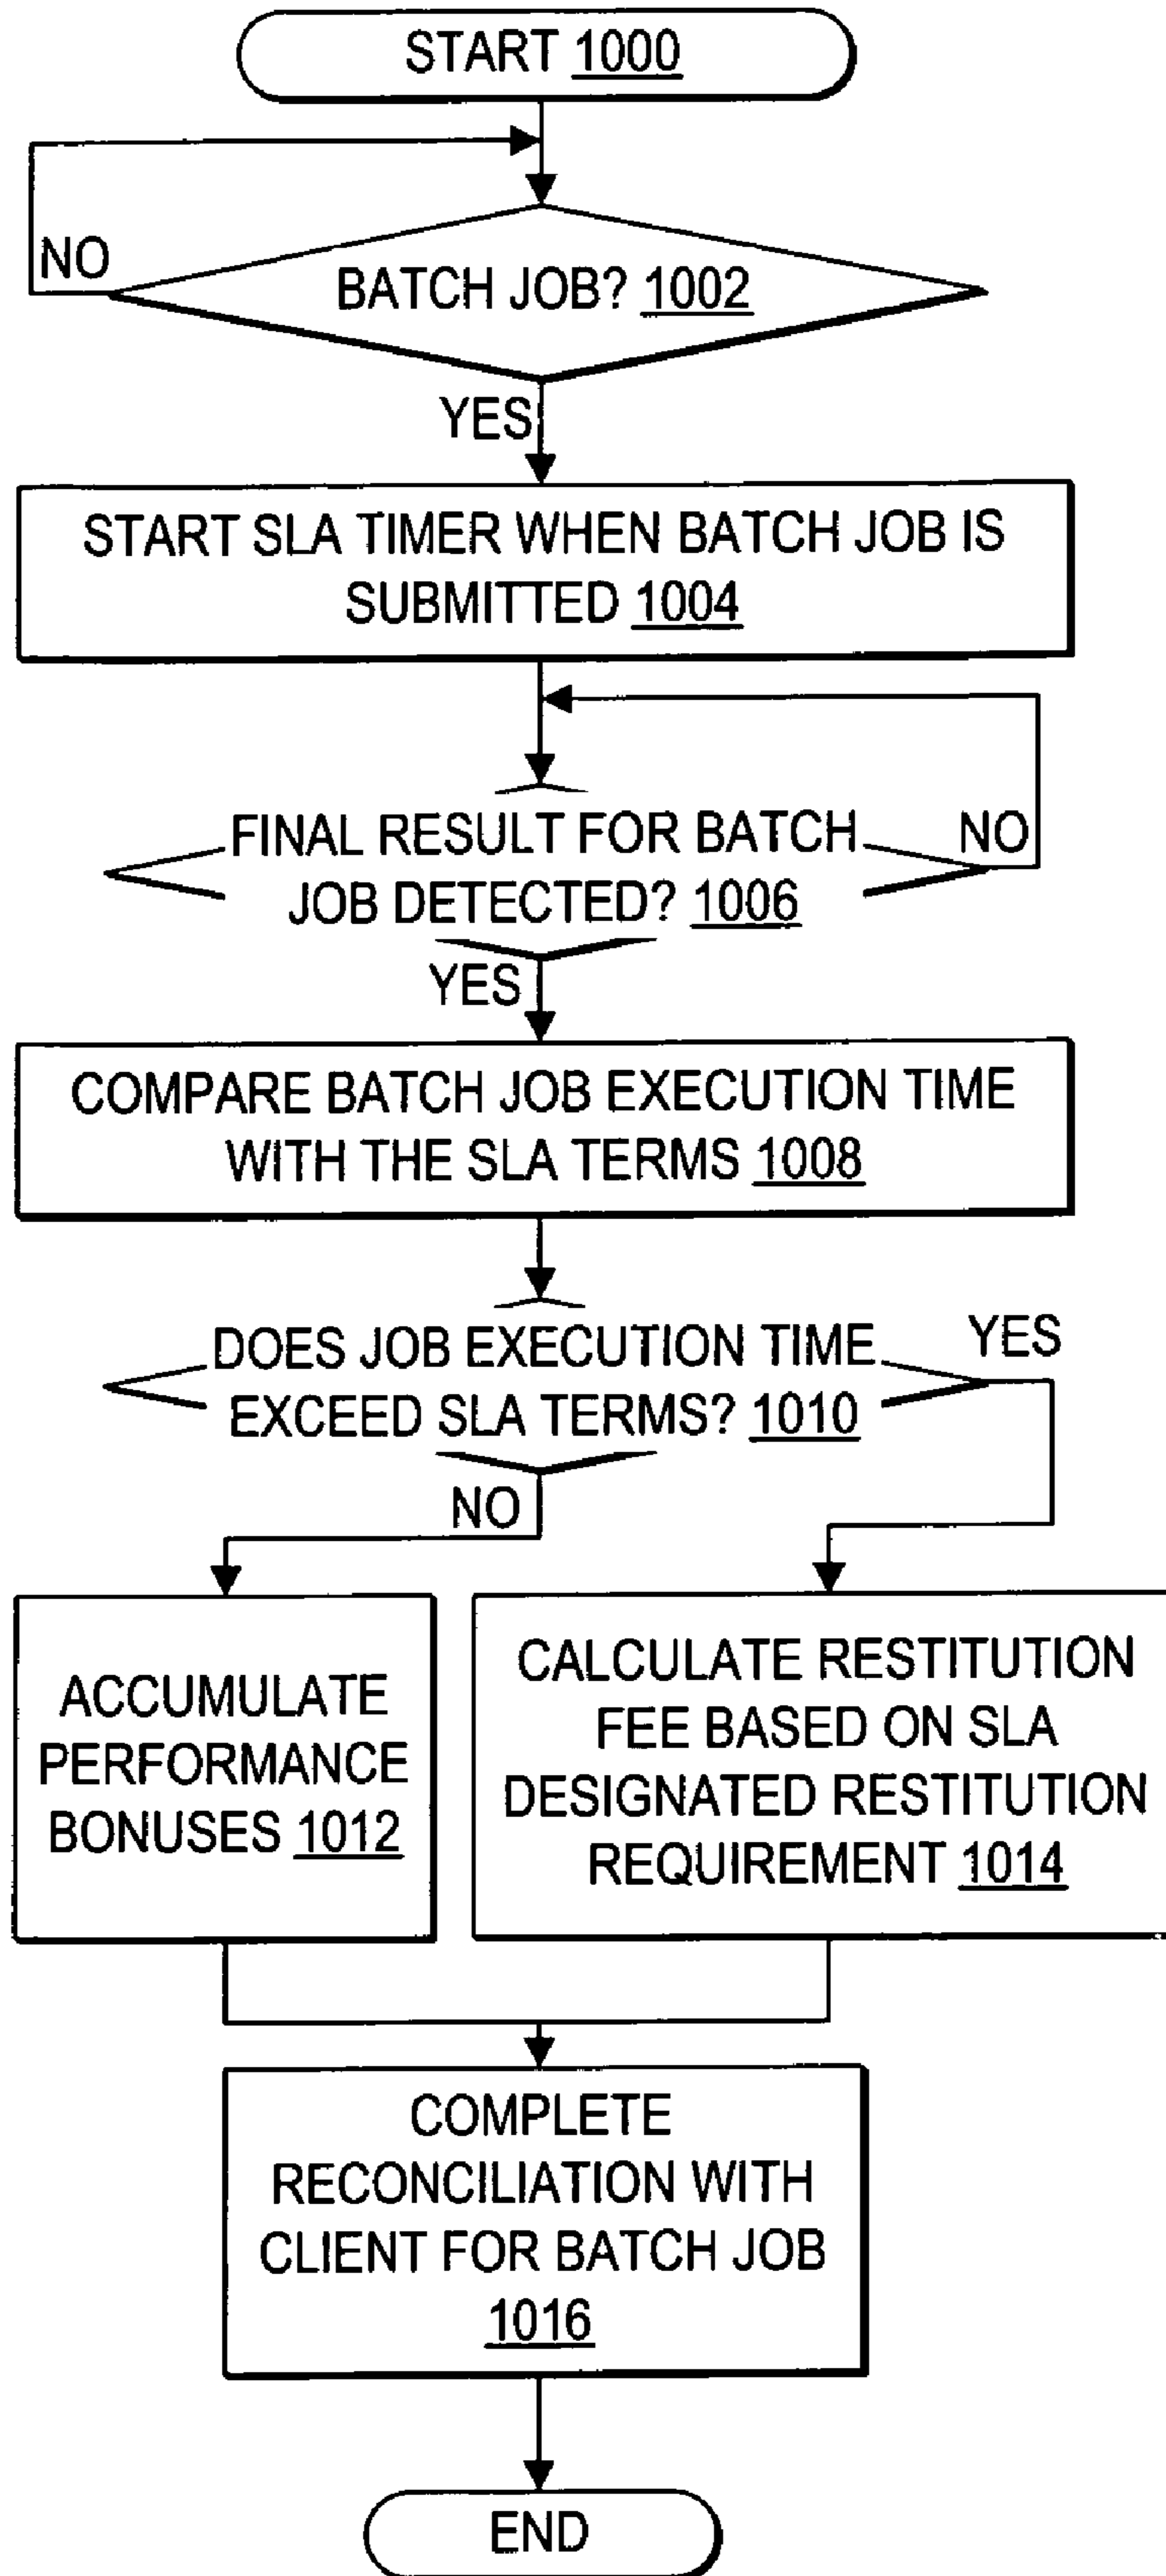 START 1000
NO
BATCH JOB? 1002
YES
START SLA TIMER WHEN BATCH JOB IS
SUBMITTED 1004
FINAL RESULT FOR BATCH
NO
JOB DETECTED? 1006
YES
COMPARE BATCH JOB EXECUTION TIME
WITH THE SLA TERMS 1008
DOES JOB EXECUTION TIME
YES
EXCEED SLA TERMS? 1010
NO
ACCUMULATE
PERFORMANCE
BONUSES 1012
CALCULATE RESTITUTION
FEE BASED ON SLA
DESIGNATED RESTITUTION
REQUIREMENT 1014
COMPLETE
RECONCILIATION WITH
CLIENT FOR BATCH JOB
1016
END